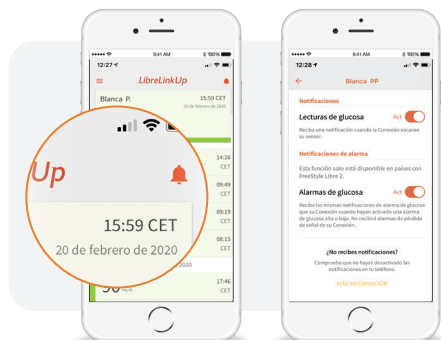 9:41 AM
100%
12:27
LibreLinkUp
Blanca P.
15:59 CET
20 de febrero de 2020
Up
15:59 CET
20 de febrero de 2020
14:26
CET
09:49
CET
09:19
CET
08:15
CET
2020
17:46
CET
9:41 AM
100%
12:28
Blanca PP
Notificaciones
Lecturas de glucosa
Act
Reciba una notificación cuando la Conexión escanee
su sensor.
Notificaciones de alarma
Esta función solo está disponible en países con
FreeStyle Libre 2.
Alarmas de glucosa
Act
Reciba las mismas notificaciones de alarma de glucosa
que su Conexión cuando hayan activado una alarma
de glucosa alta o baja. No recibirá alarmas de pérdida
de señal de su Conexión.
¿No recibes notificaciones?
Comprueba que no hayas desactivado las
notificaciones en tu teléfono.
MÁS INFORMACIÓN